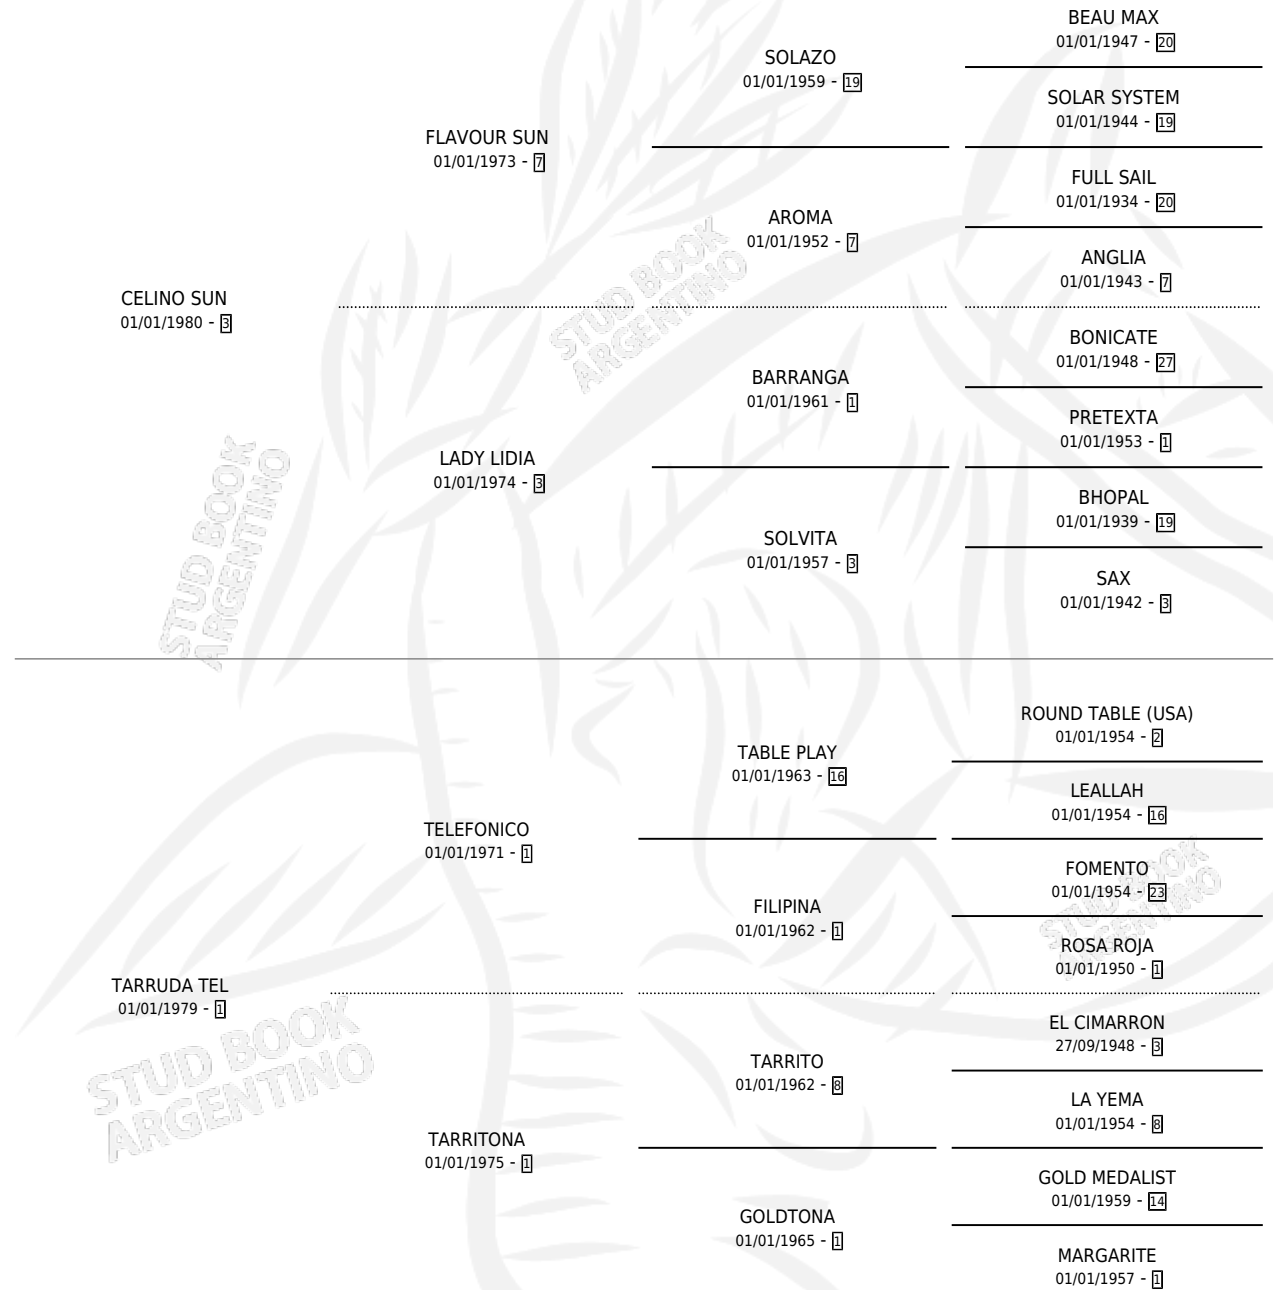 BEAU MAX
01/01/1947 - 20
SOLAZO
01/01/1959 - 19
SOLAR SYSTEM
01/01/1944 - 19
FLAVOUR SUN
01/01/1973 - 7
FULL SAIL
01/01/1934 - 20
AROMA
01/01/1952 - 7
ANGLIA
01/01/1943 - 7
CELINO SUN
01/01/1980 - 3
BONICATE
01/01/1948 - 27
BARRANGA
01/01/1961 - 1
PRETEXTA
01/01/1953 - 1
LADY LIDIA
01/01/1974 - 3
BHOPAL
01/01/1939 - 19
SOLVITA
01/01/1957 - 3
SAX
01/01/1942 - 3
STUD BOOK
ARGENTINO
STUD BOOK
ARGENTINO
ROUND TABLE (USA)
01/01/1954 - 2
TABLE PLAY
01/01/1963 - 16
LEALLAH
01/01/1954 - 16
TELEFONICO
01/01/1971 - 1
FOMENTO
01/01/1954 - 23
FILIPINA
01/01/1962 - 1
ROSA ROJA
01/01/1950 - 1
TARRUDA TEL
01/01/1979 - 1
EL CIMARRON
27/09/1948 - 3
TARRITO
01/01/1962 - 8
LA YEMA
01/01/1954 - 8
TARRITONA
01/01/1975 - 1
GOLD MEDALIST
01/01/1959 - 14
GOLDTONA
01/01/1965 - 1
MARGARITE
01/01/1957 - 1
STUD BOOK
ARGENTINO
STUD BOOK
ARGENTINO